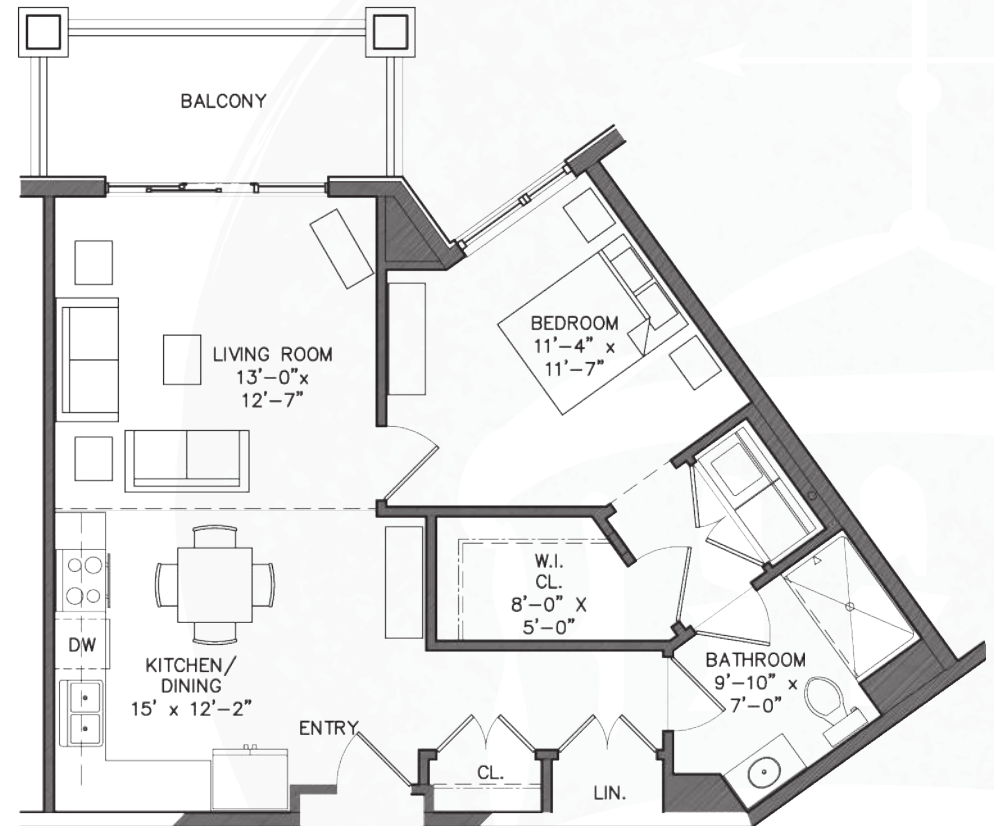 BALCONY
BEDROOM
11'-4" x
11'-7"
LIVING ROOM
13'-0"x
12'-7"
W.I.
CL.
8'-0" X
5'-0"
DW
KITCHEN/
DINING
15' x 12'-2"
BATHROOM
9'-10" x
7'-0"
ENTRY
CL.
LIN.